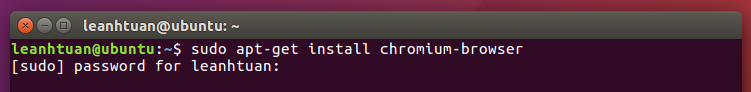 leanhtuan@ubuntu: ~
leanhtuan@ubuntu:~$ sudo apt-get install chromium-browser
[sudo] password for leanhtuan: